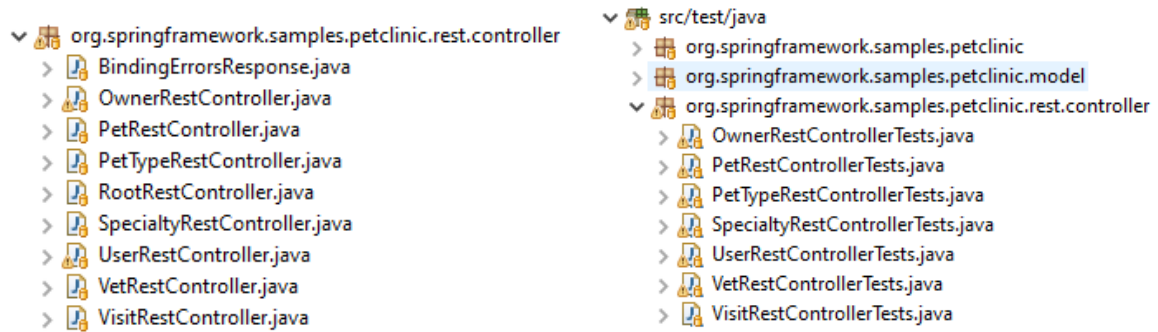 org.springframework.samples.petclinic.rest.controller
BindingErrorsResponse.java
OwnerRestController.java
PetRestController.java
PetTypeRestController.java
RootRestController.java
SpecialtyRestController.java
UserRestController.java
VetRestController.java
VisitRestController.java
src/test/java
org.springframework.samples.petclinic
org.springframework.samples.petclinic.model
org.springframework.samples.petclinic.rest.controller
OwnerRestControllerTests.java
PetRestControllerTests.java
PetTypeRestControllerTests.java
SpecialtyRestControllerTests.java
UserRestControllerTests.java
VetRestControllerTests.java
VisitRestControllerTests.java